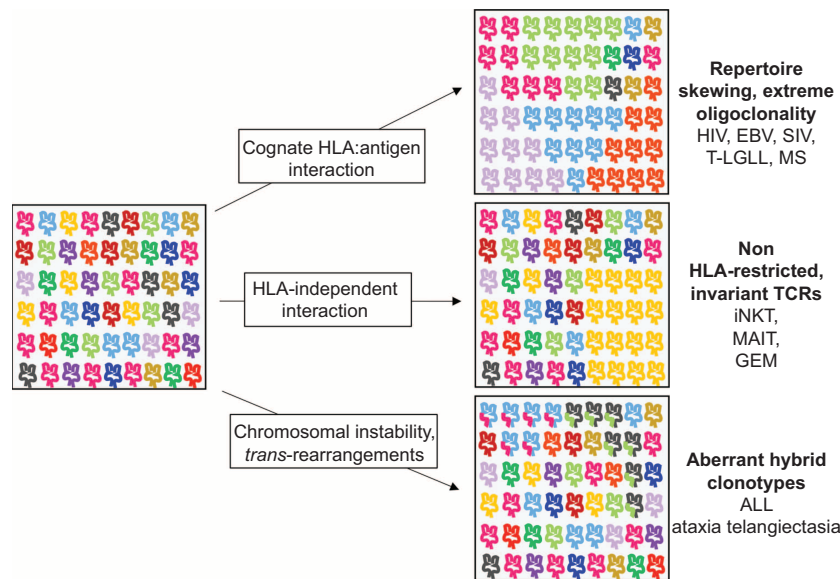 Repertoire
skewing, extreme
oligoclonality
HIV, EBV, SIV,
T-LGLL, MS
Cognate HLA:antigen
interaction
HLA-independent
interaction
Non
HLA-restricted,
invariant TCRs
iNKT,
MAIT,
GEM
Chromosomal instability,
trans-rearrangements
Aberrant hybrid
clonotypes
ALL
ataxia telangiectasia